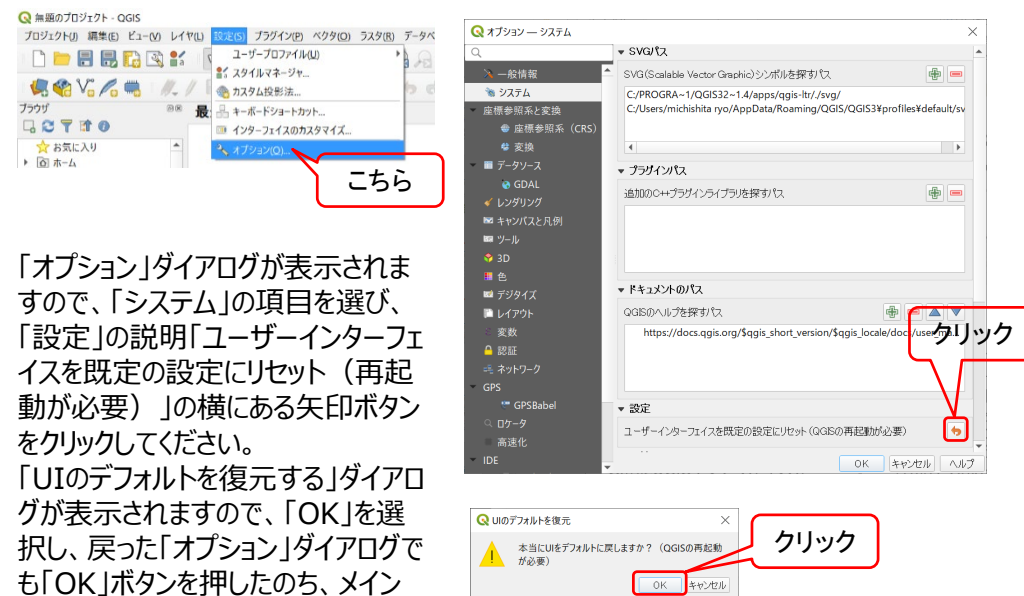 無題のプロジェクト - QGIS
プロジェクト(J) 編集(E) ビュー(V) レイヤ(L) 設定(S) プラグイン(P) ベクタ(O) ラスタ(R) データベ
ユーザープロファイル(U)
スタイルマネージャ...
カスタム投影法...
キーボードショートカット...
インターフェイスのカスタマイズ...
オプション(O)...
ブラウザ
最
お気に入り
ホーム
こちら
「オプション」ダイアログが表示されま
すので、「システム」の項目を選び、
「設定」の説明「ユーザーインターフェ
イスを既定の設定にリセット（再起
動が必要）」の横にある矢印ボタン
をクリックしてください。
「UIのデフォルトを復元する」ダイアロ
グが表示されますので、「OK」を選
択し、戻った「オプション」ダイアログで
も「OK」ボタンを押したのち、メイン
オプション — システム
一般情報
システム
座標参照系と変換
座標参照系（CRS）
変換
データソース
GDAL
レンダリング
キャンバスと凡例
ツール
3D
色
デジタイズ
レイアウト
変数
認証
ネットワーク
GPS
GPSBabel
ロケータ
高速化
IDE
SVGパス
SVG(Scalable Vector Graphic)シンボルを探すパス
C:/PROGRA~1/QGIS32~1.4/apps/qgis-ltr/./svg/
C:/Users/michishita ryo/AppData/Roaming/QGIS/QGIS3¥profiles¥default/sv
プラグインパス
追加のC++プラグインライブラリを探すパス
ドキュメントのパス
QGISのヘルプを探すパス
https://docs.qgis.org/$qgis_short_version/$qgis_locale/docs/user_ma...
クリック
設定
ユーザーインターフェイスを既定の設定にリセット(QGISの再起動が必要)
OK キャンセル ヘルプ
UIのデフォルトを復元
本当にUIをデフォルトに戻しますか？（QGISの再起動
が必要）
OK キャンセル
クリック